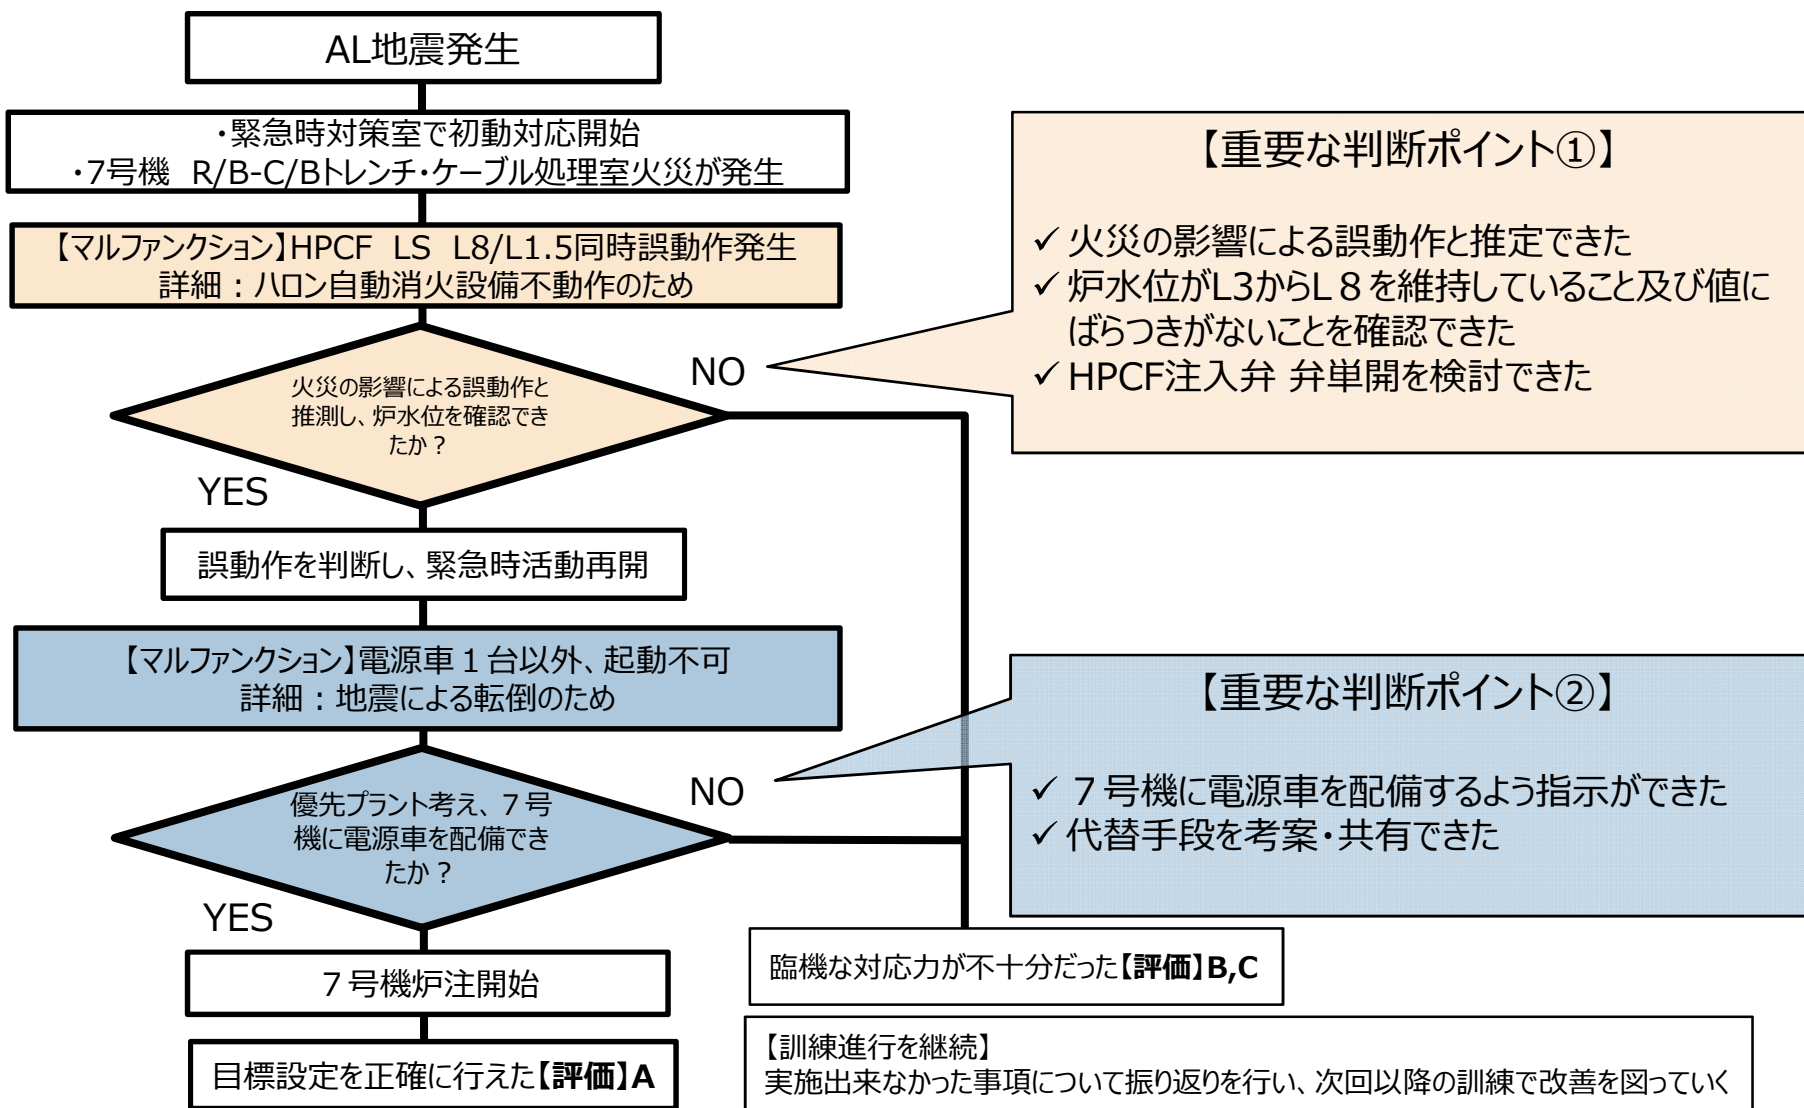 AL地震発生
・緊急時対策室で初動対応開始
・7号機　R/B-C/Bトレンチ・ケーブル処理室火災が発生
【マルファンクション】HPCF　LS　L8/L1.5同時誤動作発生
詳細：ハロン自動消火設備不動作のため
火災の影響による誤動作と
推測し、炉水位を確認でき
たか？
NO
YES
【重要な判断ポイント①】
✓ 火災の影響による誤動作と推定できた
✓ 炉水位がL3からL８を維持していること及び値に
ばらつきがないことを確認できた
✓ HPCF注入弁 弁単開を検討できた
誤動作を判断し、緊急時活動再開
【マルファンクション】電源車１台以外、起動不可
詳細：地震による転倒のため
優先プラント考え、７号
機に電源車を配備でき
たか？
NO
YES
【重要な判断ポイント②】
✓ ７号機に電源車を配備するよう指示ができた
✓ 代替手段を考案・共有できた
７号機炉注開始
目標設定を正確に行えた【評価】A
臨機な対応力が不十分だった【評価】B,C
【訓練進行を継続】
実施出来なかった事項について振り返りを行い、次回以降の訓練で改善を図っていく